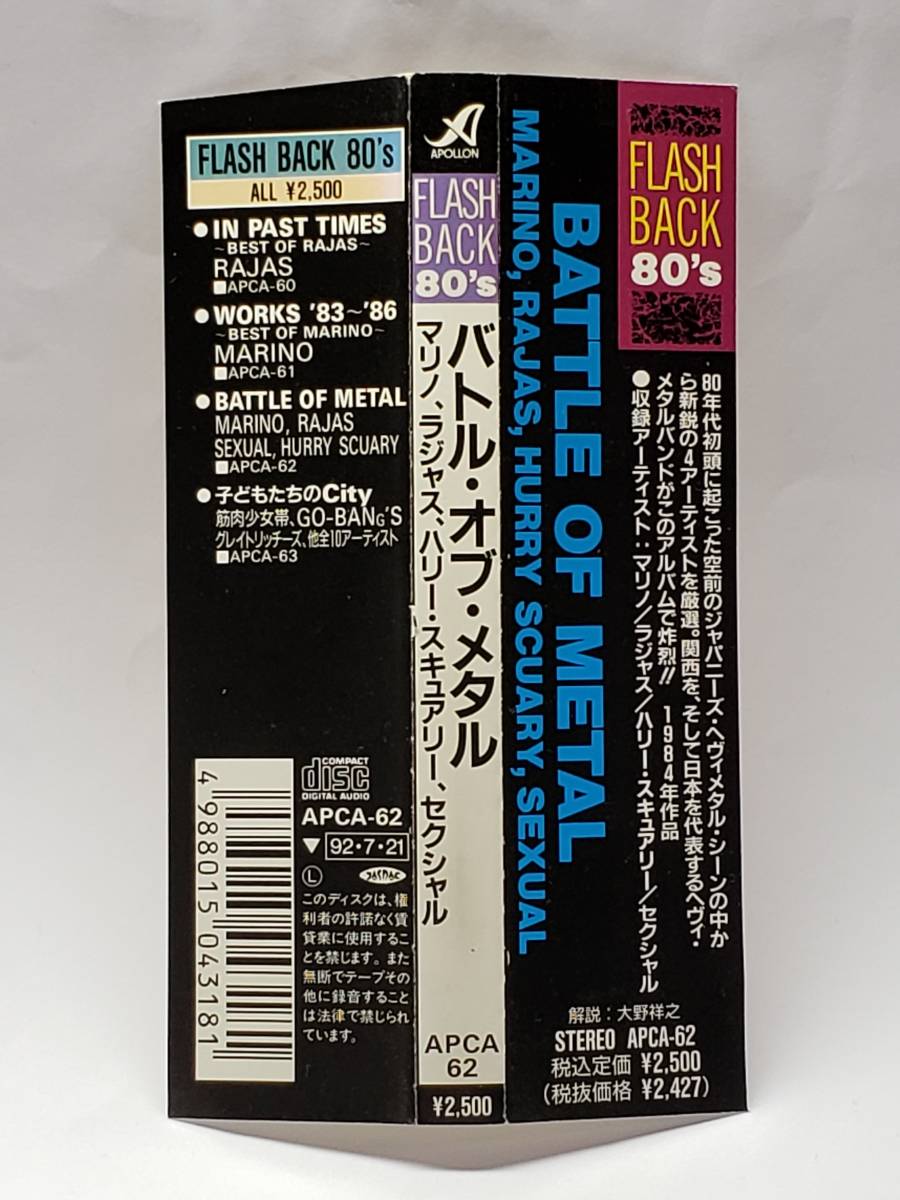 FLASH BACK 80's
ALL ¥2,500
●IN PAST TIMES
~BEST OF RAJAS~
RAJAS
■APCA-60
●WORKS '83~'86
~BEST OF MARINO~
MARINO
■APCA-61
●BATTLE OF METAL
MARINO, RAJAS
SEXUAL, HURRY SCUARY
■APCA-62
●子どもたちのCity
筋肉少女帯、GO-BANG'S
グレイトリッチーズ、他全10アーティスト
■APCA-63
4988015043181
COMPACT
disc
DIGITAL AUDIO
APCA-62
▼92・7・21
Ⓛ
JASRAC
このディスクは、権
利者の許諾なく賃
貸業に使用するこ
とを禁じます。また
無断でテープその
他に録音すること
は法律で禁じられ
ています。
APOLLON
FLASH
BACK
80's
バトル・オブ・メタル
マリノ、ラジャス、ハリー・スキュアリー、セクシャル
APCA
62
¥2,500
FLASH
BACK
80's
BATTLE OF METAL
MARINO, RAJAS, HURRY SCUARY, SEXUAL
80年代初頭に起こった空前のジャパニーズ・ヘヴィメタル・シーンの中か
ら新鋭の4アーティストを厳選。関西を、そして日本を代表するヘヴィ・
メタルバンドがこのアルバムで炸烈!! 1984年作品
●収録アーティスト：マリノ/ラジャス/ハリー・スキュアリー/セクシャル
解説：大野祥之
STEREO APCA-62
税込定価 ¥2,500
(税抜価格 ¥2,427)